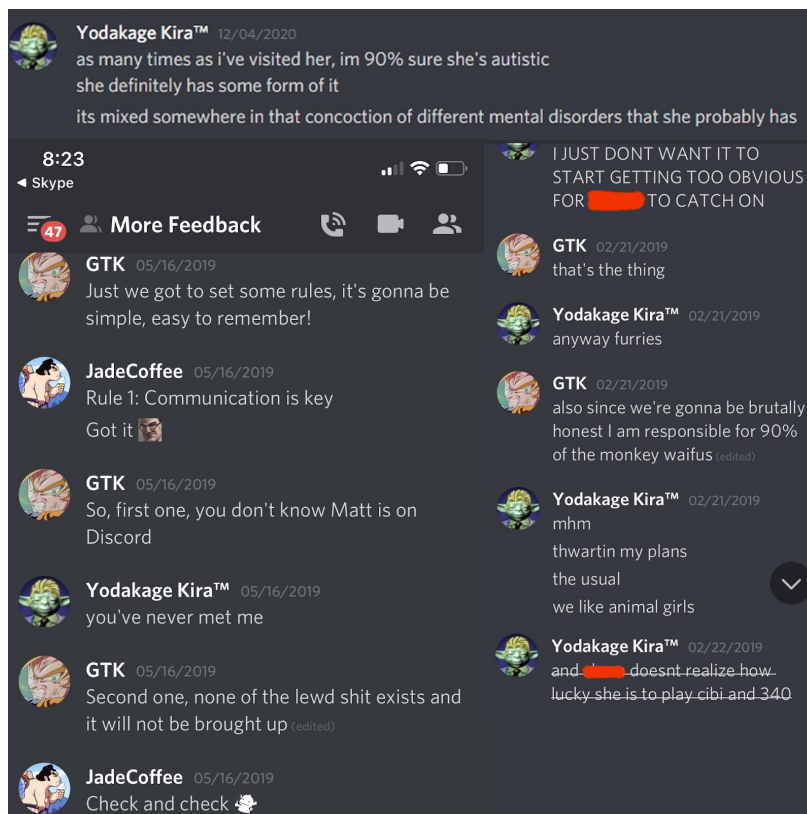 Yodakage Kira™ 12/04/2020
as many times as i've visited her, im 90% sure she's autistic
she definitely has some form of it
its mixed somewhere in that concoction of different mental disorders that she probably has
8:23
◀ Skype
47
More Feedback
GTK 05/16/2019
Just we got to set some rules, it's gonna be
simple, easy to remember!
JadeCoffee 05/16/2019
Rule 1: Communication is key
Got it
GTK 05/16/2019
So, first one, you don't know Matt is on
Discord
Yodakage Kira™ 05/16/2019
you've never met me
GTK 05/16/2019
Second one, none of the lewd shit exists and
it will not be brought up (edited)
JadeCoffee 05/16/2019
Check and check
I JUST DONT WANT IT TO
START GETTING TOO OBVIOUS
FOR TO CATCH ON
GTK 02/21/2019
that's the thing
Yodakage Kira™ 02/21/2019
anyway furries
GTK 02/21/2019
also since we're gonna be brutally
honest I am responsible for 90%
of the monkey waifus (edited)
Yodakage Kira™ 02/21/2019
mhm
thwartin my plans
the usual
we like animal girls
Yodakage Kira™ 02/22/2019
and doesnt realize how
lucky she is to play cibi and 340